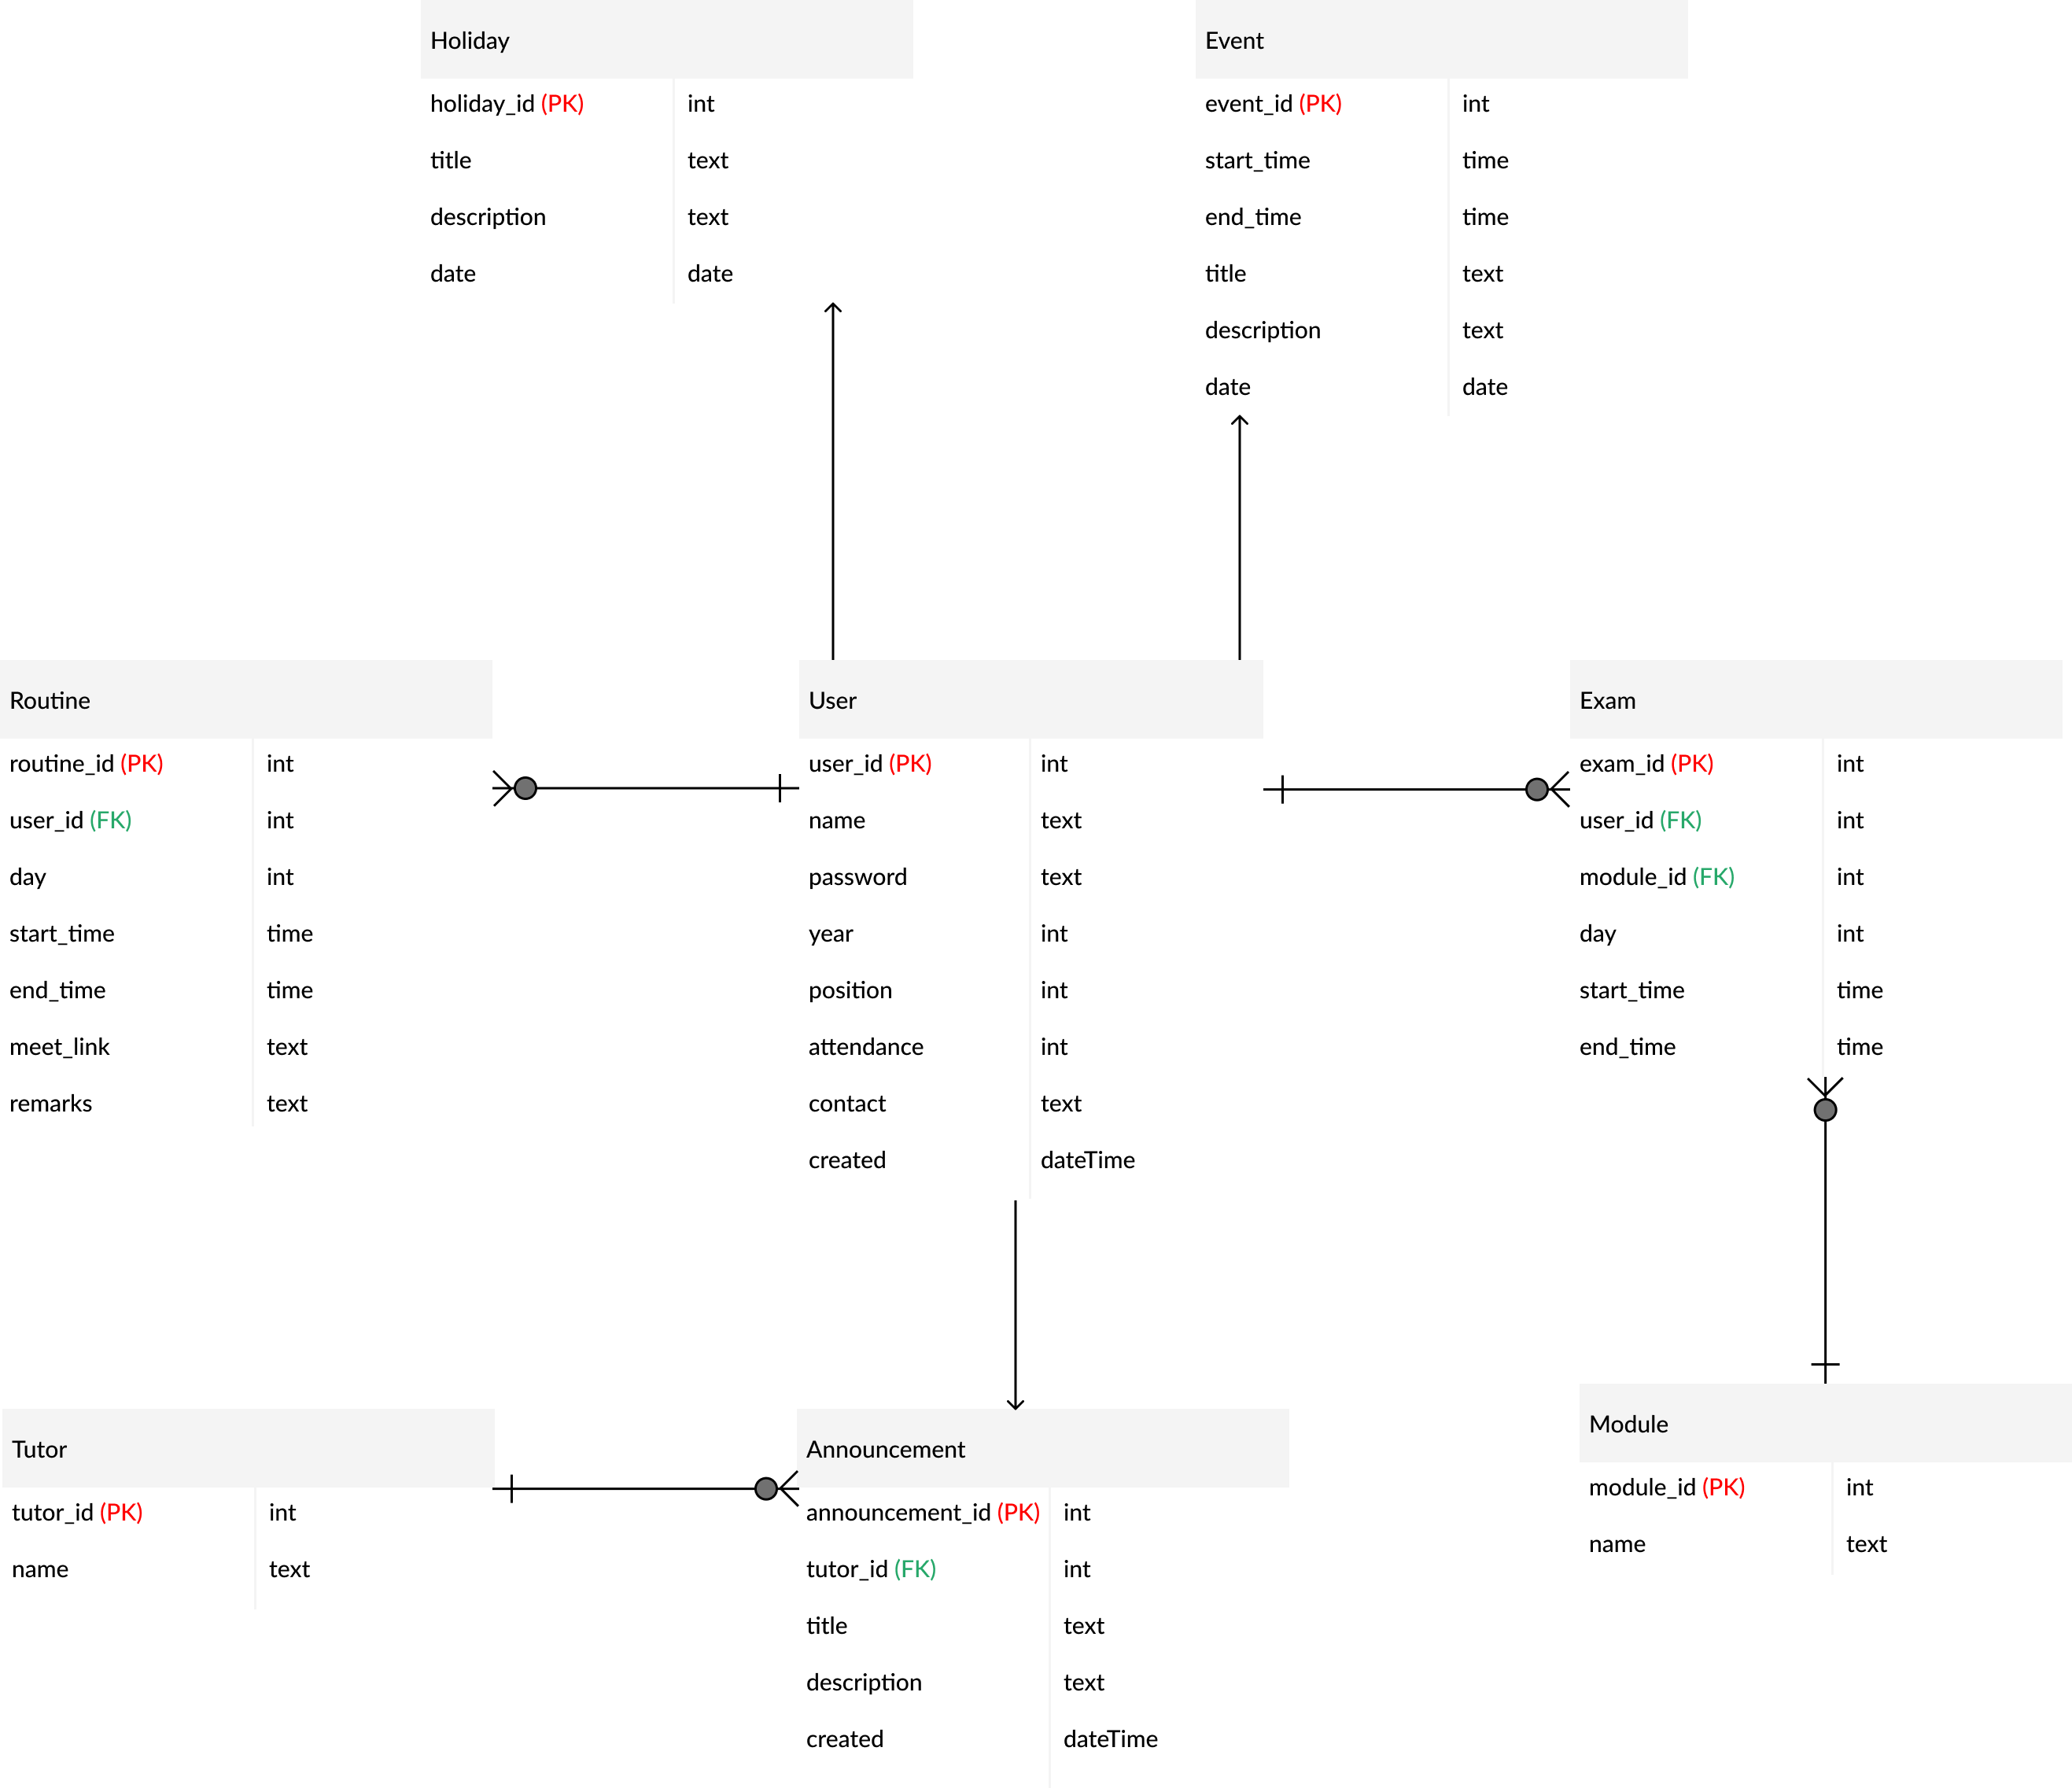 Holiday
holiday_id (PK) int
title text
description text
date date
Event
event_id (PK) int
start_time time
end_time time
title text
description text
date date
Routine
routine_id (PK) int
user_id (FK) int
day int
start_time time
end_time time
meet_link text
remarks text
User
user_id (PK) int
name text
password text
year int
position int
attendance int
contact text
created dateTime
Exam
exam_id (PK) int
user_id (FK) int
module_id (FK) int
day int
start_time time
end_time time
Tutor
tutor_id (PK) int
name text
Announcement
announcement_id (PK) int
tutor_id (FK) int
title text
description text
created dateTime
Module
module_id (PK) int
name text